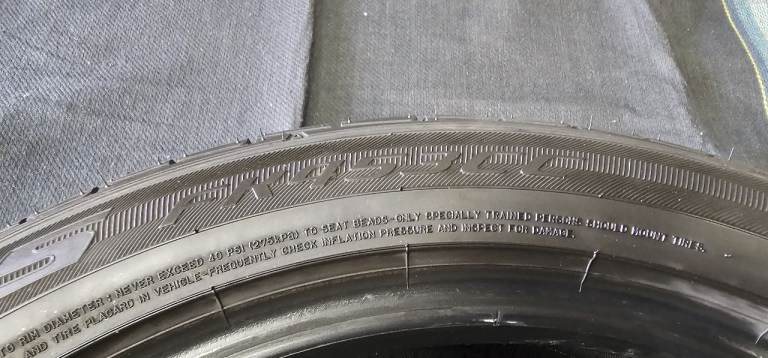 FK453CC
TO RIM DIAMETER; NEVER EXCEED 40 PSI (275kPa) TO SEAT BEADS-ONLY SPECIALLY TRAINED PERSONS SHOULD MOUNT TIRES.
AND TIRE PLACARD IN VEHICLE-FREQUENTLY CHECK INFLATION PRESSURE AND INSPECT FOR DAMAGE.